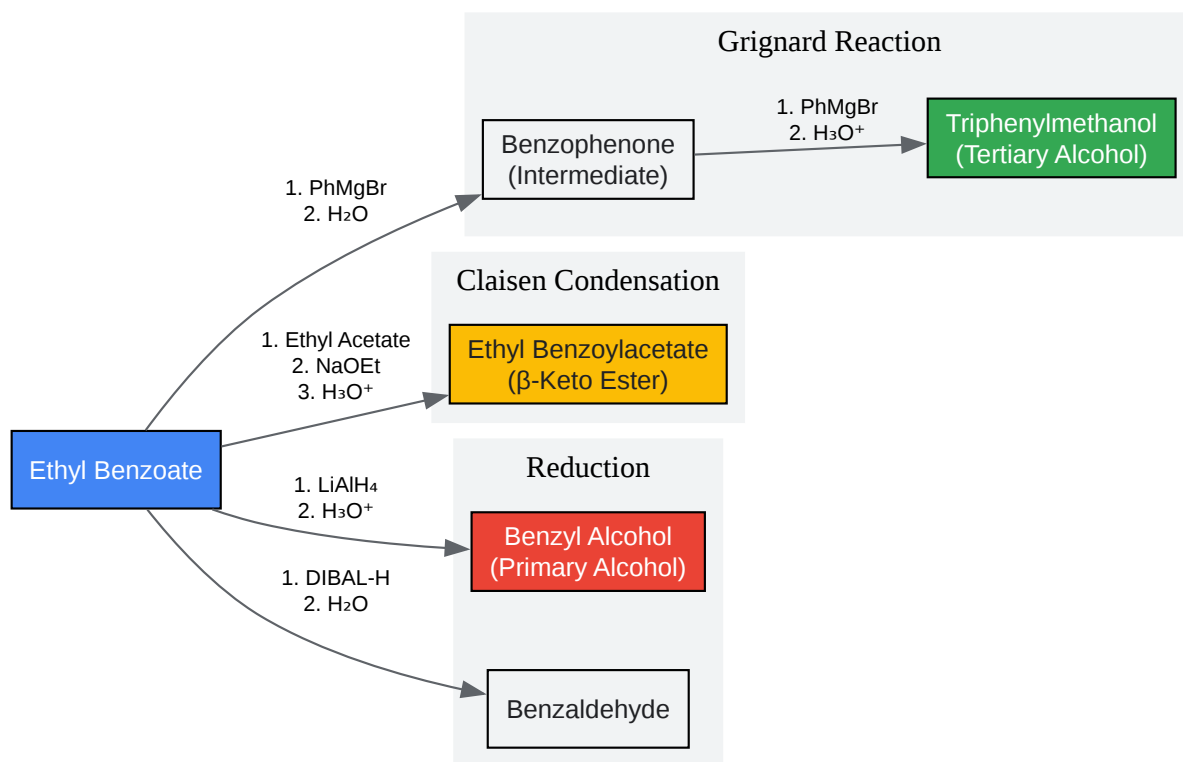 Grignard Reaction
1. PhMgBr
2. H₃O⁺
Triphenylmethanol
(Tertiary Alcohol)
Benzophenone
(Intermediate)
1. PhMgBr
2. H₂O
Claisen Condensation
1. Ethyl Acetate
2. NaOEt
3. H₃O⁺
Ethyl Benzoylacetate
(β-Keto Ester)
Ethyl Benzoate
Reduction
1. LiAlH₄
2. H₃O⁺
Benzyl Alcohol
(Primary Alcohol)
1. DIBAL-H
2. H₂O
Benzaldehyde